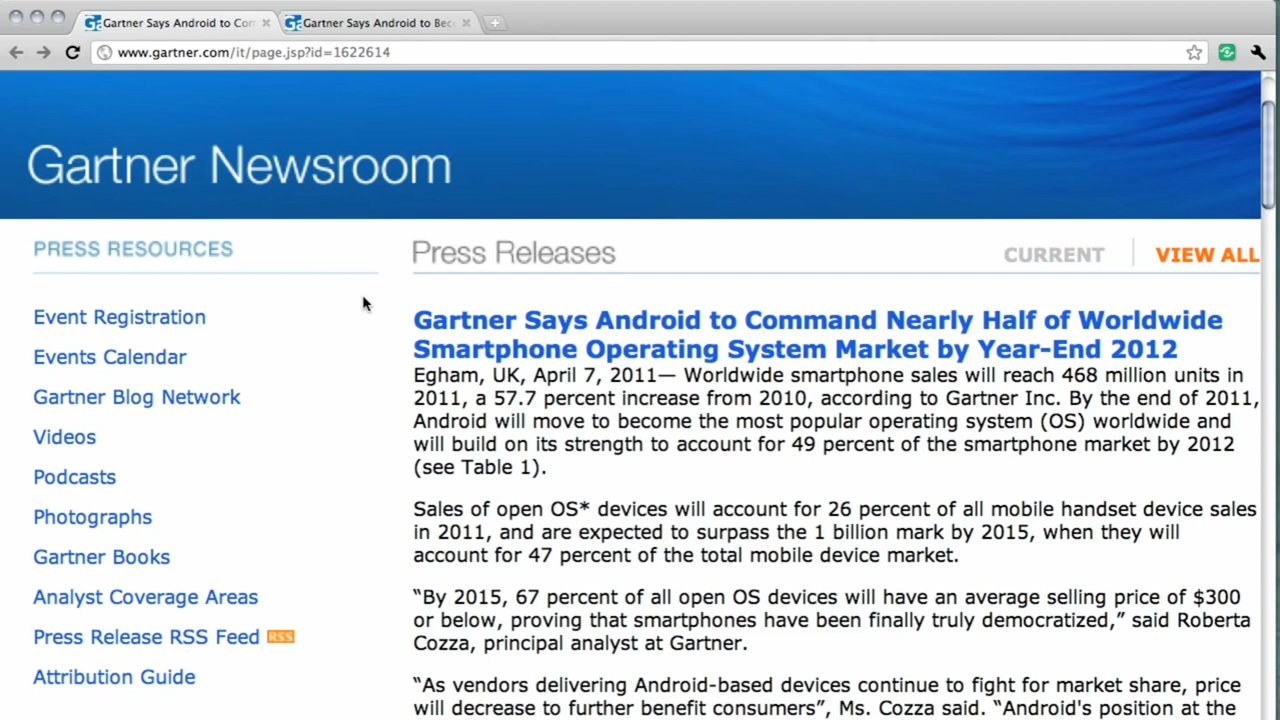 Gartner Says Android to Com
Gartner Says Android to Bec
www.gartner.com/it/page.jsp?id=1622614
Gartner Newsroom
PRESS RESOURCES
Event Registration
Events Calendar
Gartner Blog Network
Videos
Podcasts
Photographs
Gartner Books
Analyst Coverage Areas
Press Release RSS Feed RSS
Attribution Guide
Press Releases
CURRENT
VIEW ALL
Gartner Says Android to Command Nearly Half of Worldwide
Smartphone Operating System Market by Year-End 2012
Egham, UK, April 7, 2011— Worldwide smartphone sales will reach 468 million units in
2011, a 57.7 percent increase from 2010, according to Gartner Inc. By the end of 2011,
Android will move to become the most popular operating system (OS) worldwide and
will build on its strength to account for 49 percent of the smartphone market by 2012
(see Table 1).
Sales of open OS* devices will account for 26 percent of all mobile handset device sales
in 2011, and are expected to surpass the 1 billion mark by 2015, when they will
account for 47 percent of the total mobile device market.
“By 2015, 67 percent of all open OS devices will have an average selling price of $300
or below, proving that smartphones have been finally truly democratized,” said Roberta
Cozza, principal analyst at Gartner.
“As vendors delivering Android-based devices continue to fight for market share, price
will decrease to further benefit consumers”, Ms. Cozza said. “Android's position at the